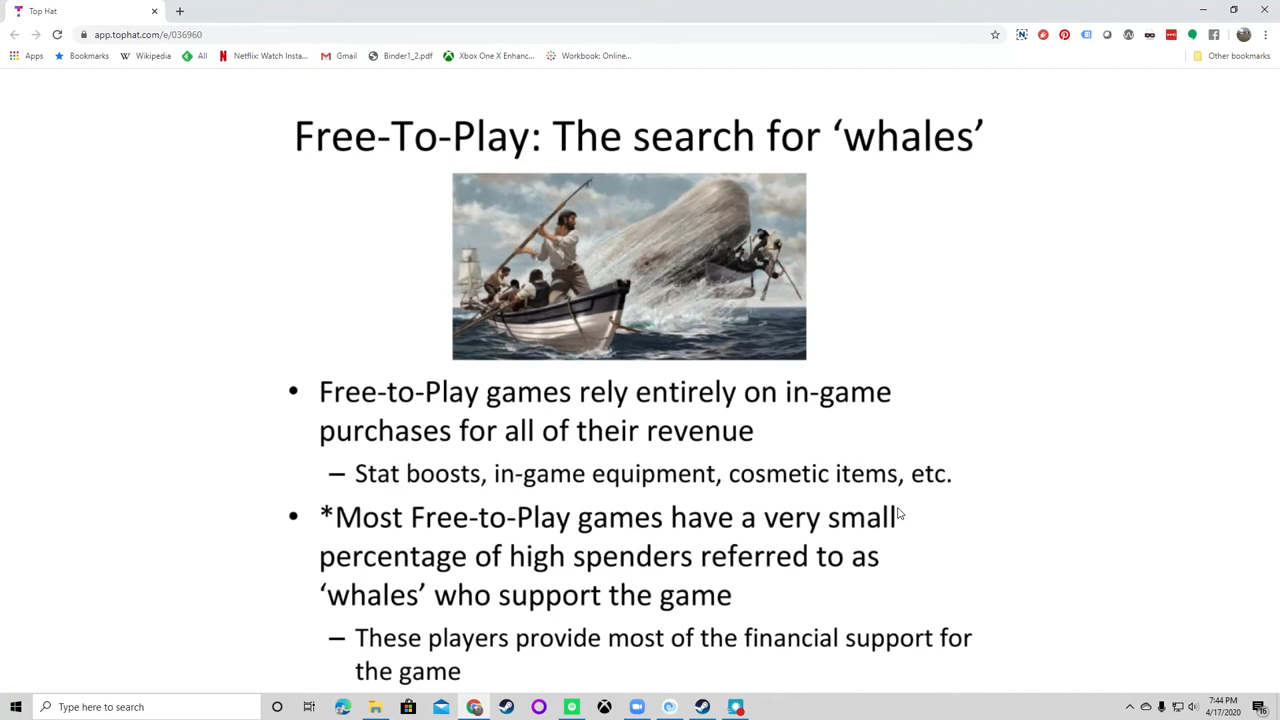 Top Hat
app.tophat.com/e/036960
Apps Bookmarks Wikipedia All Netflix: Watch Insta... Gmail Binder1_2.pdf Xbox One X Enhanc... Workbook: Onlin... Other bookmarks
Free-To-Play: The search for ‘whales’
• Free-to-Play games rely entirely on in-game
purchases for all of their revenue
– Stat boosts, in-game equipment, cosmetic items, etc.
• *Most Free-to-Play games have a very small
percentage of high spenders referred to as
‘whales’ who support the game
– These players provide most of the financial support for
the game
Type here to search
7:44 PM
4/17/2020